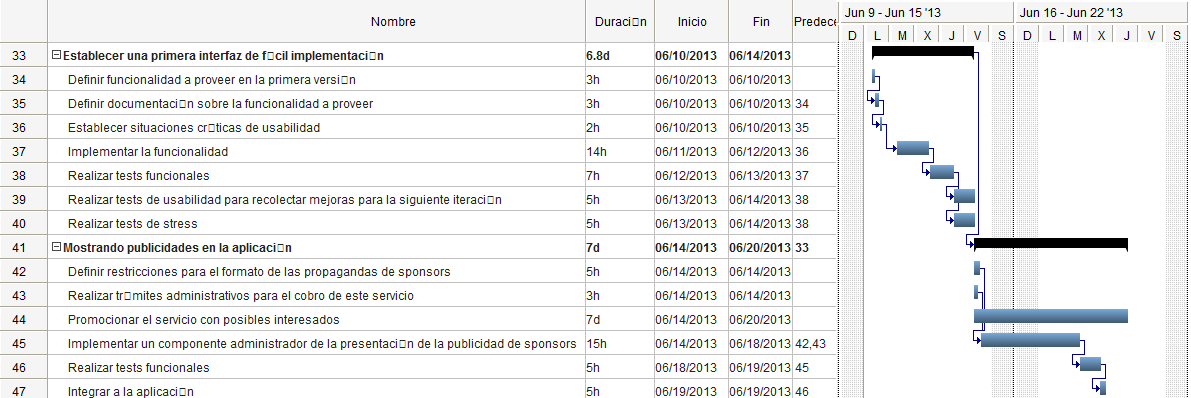 Nombre Duraci□n Inicio Fin Predece Jun 9 - Jun 15 '13 Jun 16 - Jun 22 '13
D L M M J V S D L M X J V S
33 Establecer una primera interfaz de f□cil implementaci□n 6.8d 06/10/2013 06/14/2013
34 Definir funcionalidad a proveer en la primera versi□n 3h 06/10/2013 06/10/2013
35 Definir documentaci□n sobre la funcionalidad a proveer 3h 06/10/2013 06/10/2013 34
36 Establecer situaciones cr□ticas de usabilidad 2h 06/10/2013 06/10/2013 35
37 Implementar la funcionalidad 14h 06/11/2013 06/12/2013 36
38 Realizar tests funcionales 7h 06/12/2013 06/13/2013 37
39 Realizar tests de usabilidad para recolectar mejoras para la siguiente iteraci□n 5h 06/13/2013 06/14/2013 38
40 Realizar tests de stress 5h 06/13/2013 06/14/2013 38
41 Mostrando publicidades en la aplicaci□n 7d 06/14/2013 06/20/2013 33
42 Definir restricciones para el formato de las propagandas de sponsors 5h 06/14/2013 06/14/2013
43 Realizar tr□mites administrativos para el cobro de este servicio 3h 06/14/2013 06/14/2013
44 Promocionar el servicio con posibles interesados 7d 06/14/2013 06/20/2013
45 Implementar un componente administrador de la presentaci□n de la publicidad de sponsors 15h 06/14/2013 06/18/2013 42,43
46 Realizar tests funcionales 5h 06/18/2013 06/19/2013 45
47 Integrar a la aplicaci□n 5h 06/19/2013 06/19/2013 46